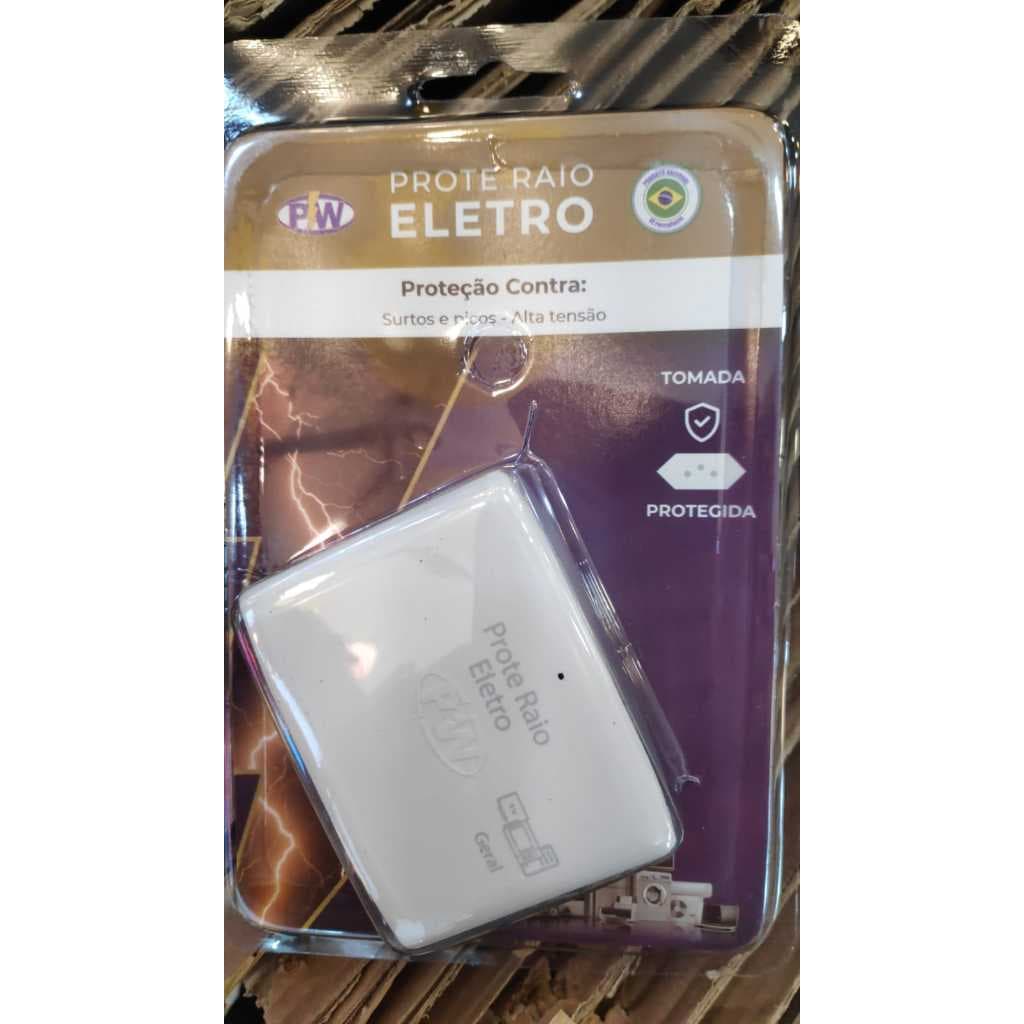 PROTE RAIO
PW
ELETRO
Proteção Contra:
Surtos e picos - Alta tensão
TOMADA
PROTEGIDA
Prote Raio
Eletro
PW
Geral